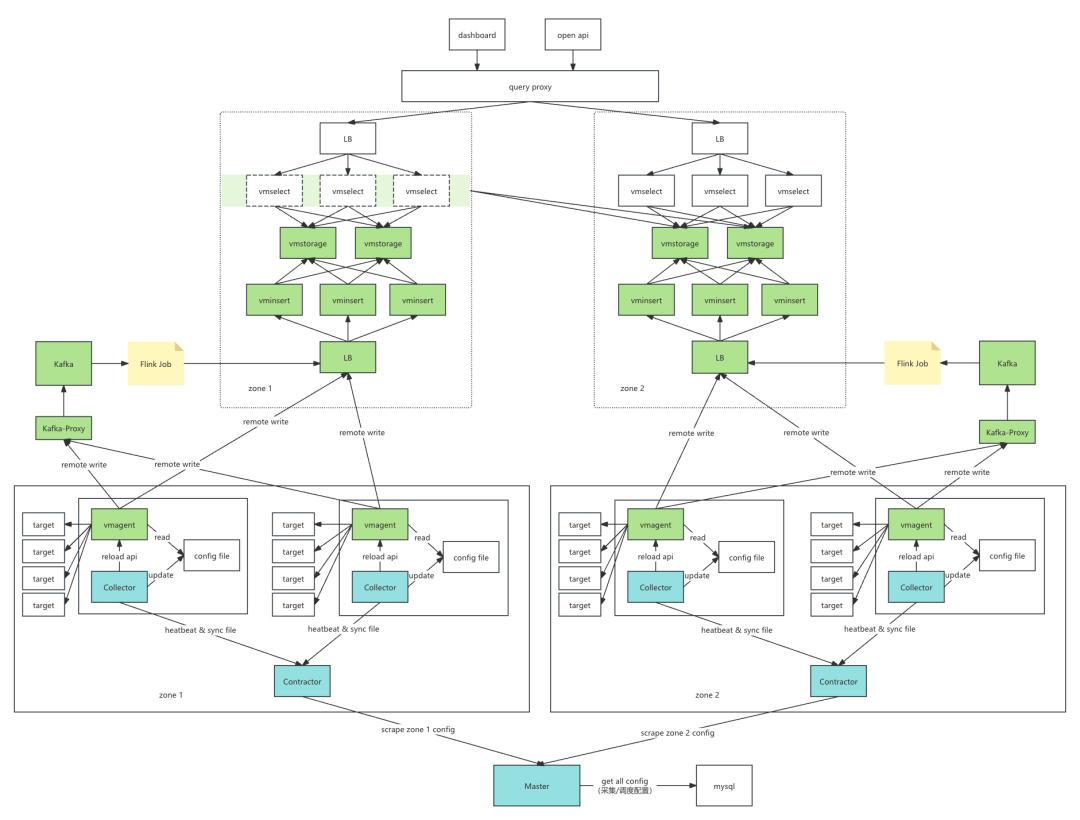 dashboard
open api
query proxy
LB
LB
vmselect
vmselect
vmselect
vmselect
vmselect
vmselect
vmstorage
vmstorage
vmstorage
vmstorage
vminsert
vminsert
vminsert
vminsert
vminsert
vminsert
Kafka
Flink Job
LB
LB
Flink Job
Kafka
zone 1
zone 2
Kafka-Proxy
Kafka-Proxy
remote write
remote write
remote write
remote write
remote write
remote write
remote write
remote write
target
vmagent
target
vmagent
target
vmagent
target
vmagent
read
read
read
read
target
reload api
config file
target
reload api
config file
target
reload api
config file
target
reload api
config file
target
Collector
update
target
Collector
update
target
Collector
update
target
Collector
update
target
target
target
target
heatbeat & sync file
heatbeat & sync file
heatbeat & sync file
heatbeat & sync file
Contractor
Contractor
zone 1
zone 2
scrape zone 1 config
scrape zone 2 config
Master
get all config
(采集/调度配置)
mysql